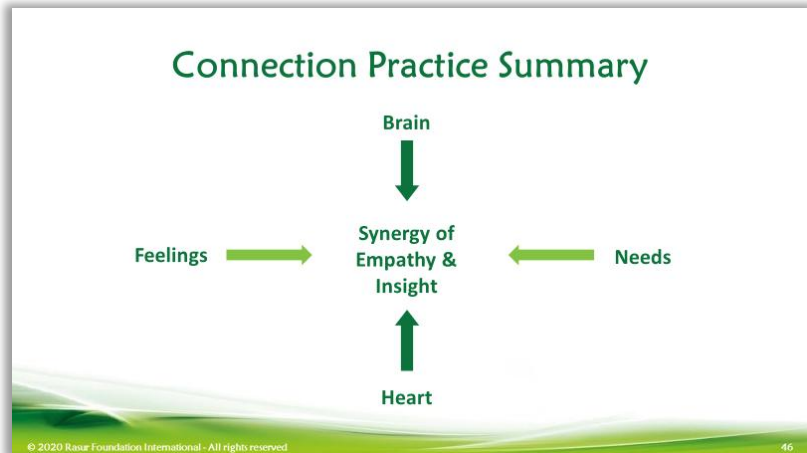 Connection Practice Summary
Brain
Feelings
Synergy of
Empathy &
Insight
Needs
Heart
© 2020 Rasur Foundation International - All rights reserved
46